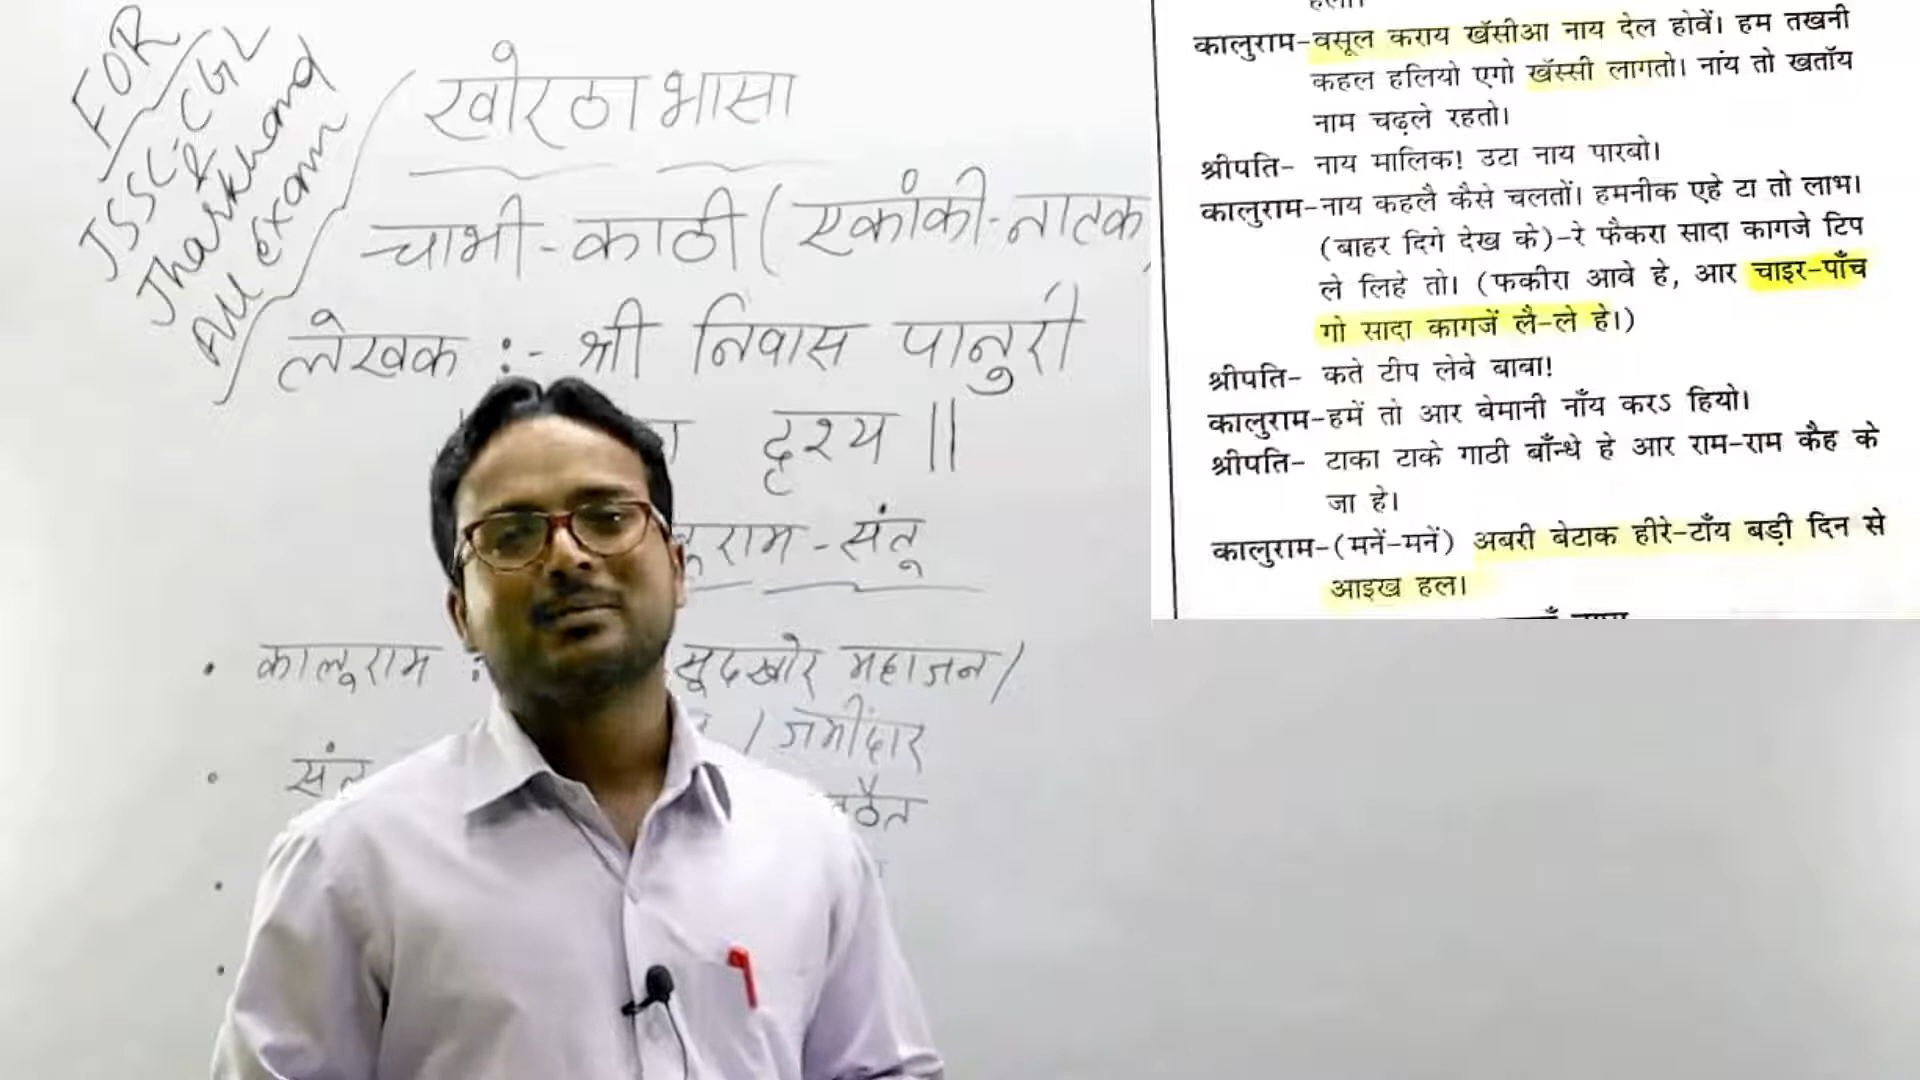 FOR
JSSC CGL
&
Jharkhand
All Exam
खोरठा भासा
चाभी-काठी (एकांकी-नाटक)
लेखक :- श्री निवास पानुरी
दृश्य ||
राम - संतू
• कालूराम : सूदखोर महाजन/
/ जमींदार
•
•
•
कालुराम-वसूल कराय खॅसीआ नाय देल होवें। हम तखनी
कहल हलियो एगो खॅस्सी लागतो। नांय तो खतॉय
नाम चढ़ले रहतो।
श्रीपति- नाय मालिक! उटा नाय पारबो।
कालुराम-नाय कहलै कैसे चलतों। हमनीक एहे टा तो लाभ।
(बाहर दिगे देख के)-रे फैकरा सादा कागजे टिप
ले लिहे तो। (फकीरा आवे हे, आर चाइर-पाँच
गो सादा कागजें लै-ले हे।)
श्रीपति- कते टीप लेबे बाबा!
कालुराम-हमें तो आर बेमानी नाँय करऽ हियो।
श्रीपति- टाका टाके गाठी बाँन्धे हे आर राम-राम कैह के
जा हे।
कालुराम-(मनें-मनें) अबरी बेटाक हीरे-टाँय बड़ी दिन से
आइख हल।